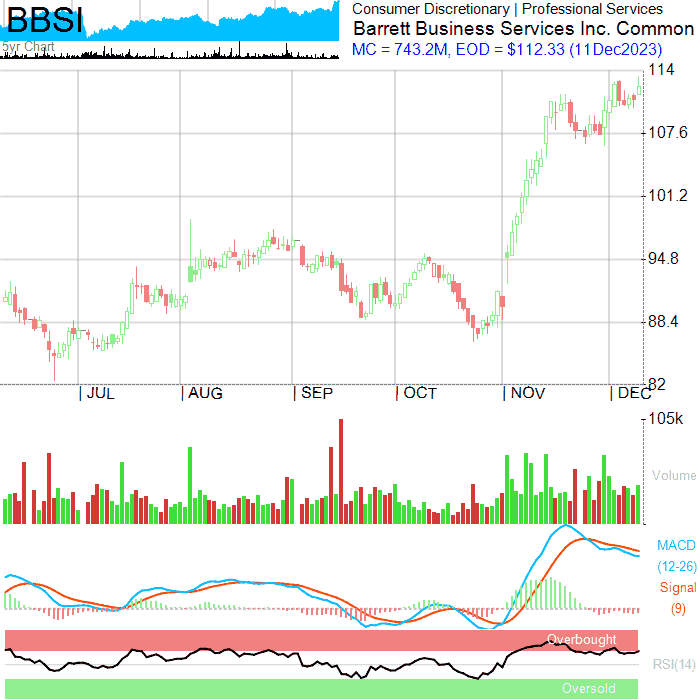 BBSI
5yr Chart
Consumer Discretionary | Professional Services
Barrett Business Services Inc. Common
MC = 743.2M, EOD = $112.33 (11Dec2023)
114
107.6
101.2
94.8
88.4
82
JUL AUG SEP OCT NOV DEC
105k
Volume
MACD
(12-26)
Signal
(9)
Overbought
RSI(14)
Oversold